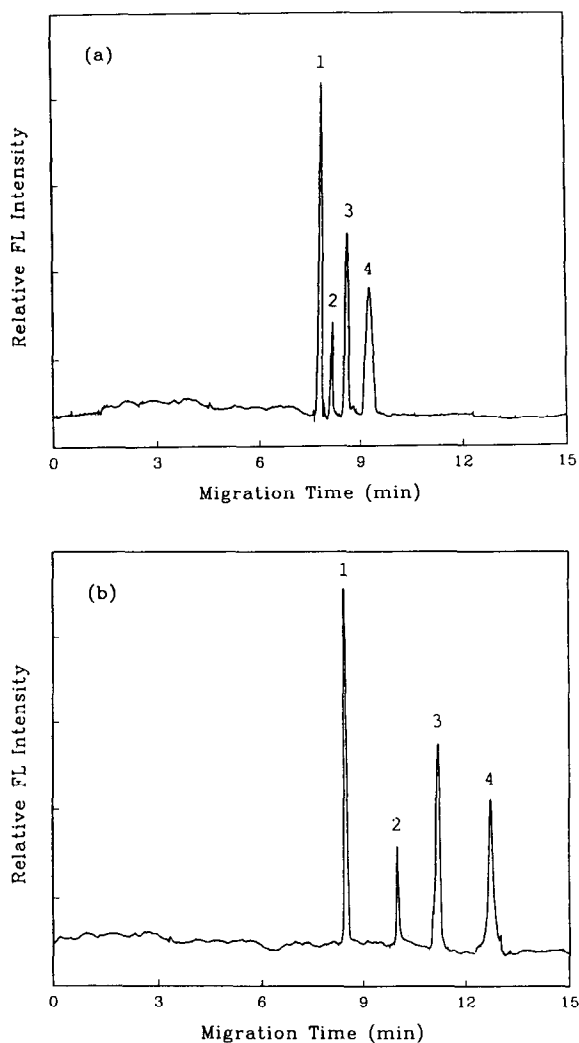 (a)
1
2
3
4
Relative FL Intensity
0 3 6 9 12 15
Migration Time (min)
(b)
1
2
3
4
Relative FL Intensity
0 3 6 9 12 15
Migration Time (min)